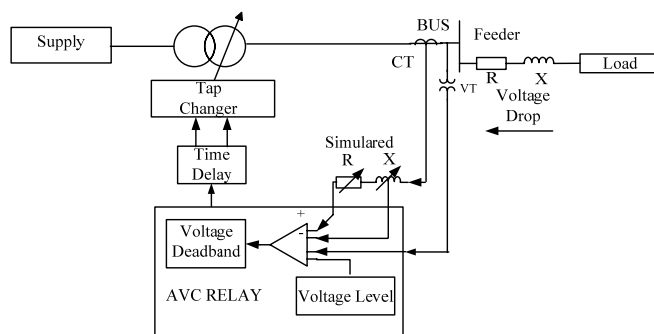 Supply
BUS
Feeder
CT
VT
R
X
Load
Voltage
Drop
Tap
Changer
Simulared
R
X
Time
Delay
+
-
Voltage
Deadband
AVC RELAY
Voltage Level